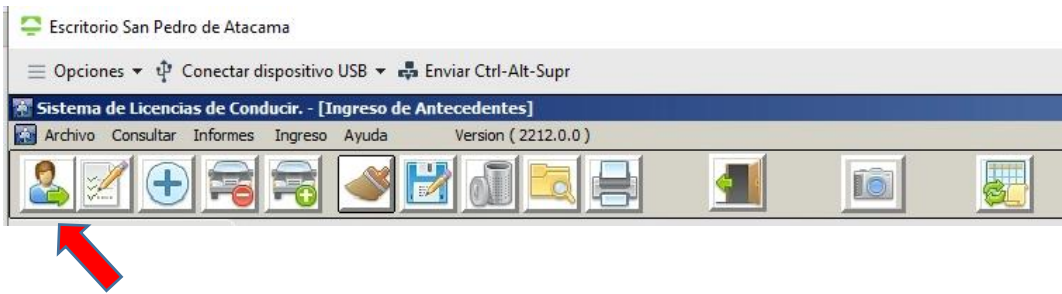 Escritorio San Pedro de Atacama
Opciones Conectar dispositivo USB Enviar Ctrl-Alt-Supr
Sistema de Licencias de Conducir. - [Ingreso de Antecedentes]
Archivo Consultar Informes Ingreso Ayuda Version ( 2212.0.0 )